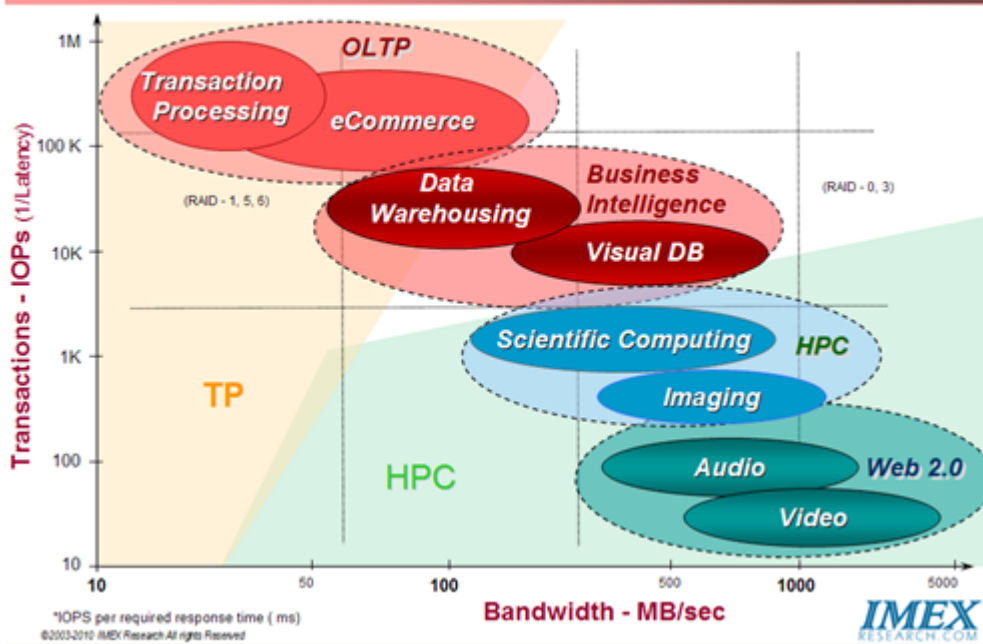 1M
OLTP
Transaction
Processing
eCommerce
100 K
Data
Warehousing
Business
Intelligence
(RAID - 1, 5, 6)
(RAID - 0, 3)
10K
Visual DB
Transactions - IOPs (1/Latency)
Scientific Computing
HPC
1K
TP
Imaging
100
HPC
Audio
Web 2.0
Video
10
10
50
100
500
1000
5000
Bandwidth - MB/sec
*IOPS per required response time ( ms)
©2003-2010 IMEX Research All rights Reserved
IMEX
RESEARCH.COM